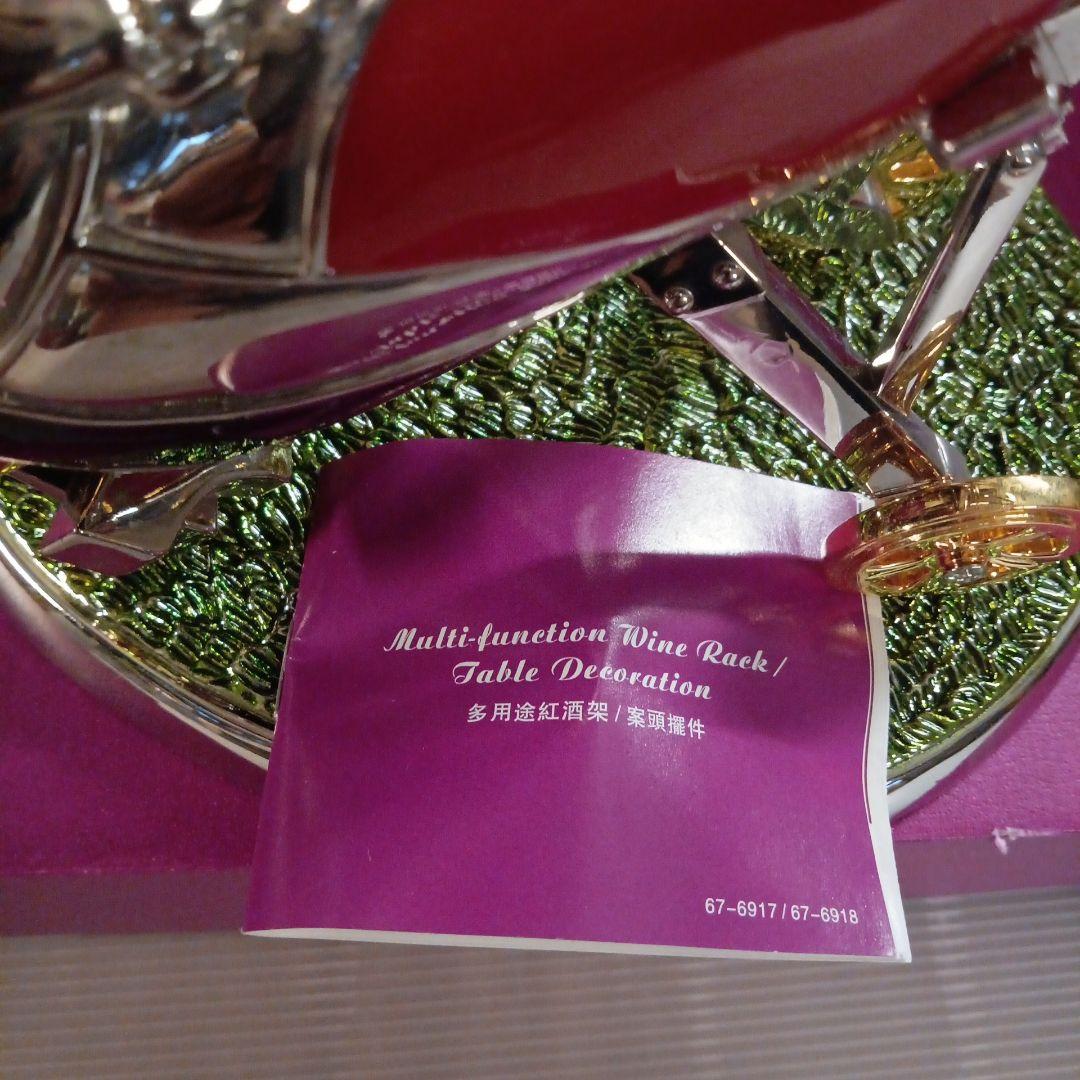 Multi-function Wine Rack /
Table Decoration
多用途紅酒架 / 案頭擺件
67-6917 / 67-6918